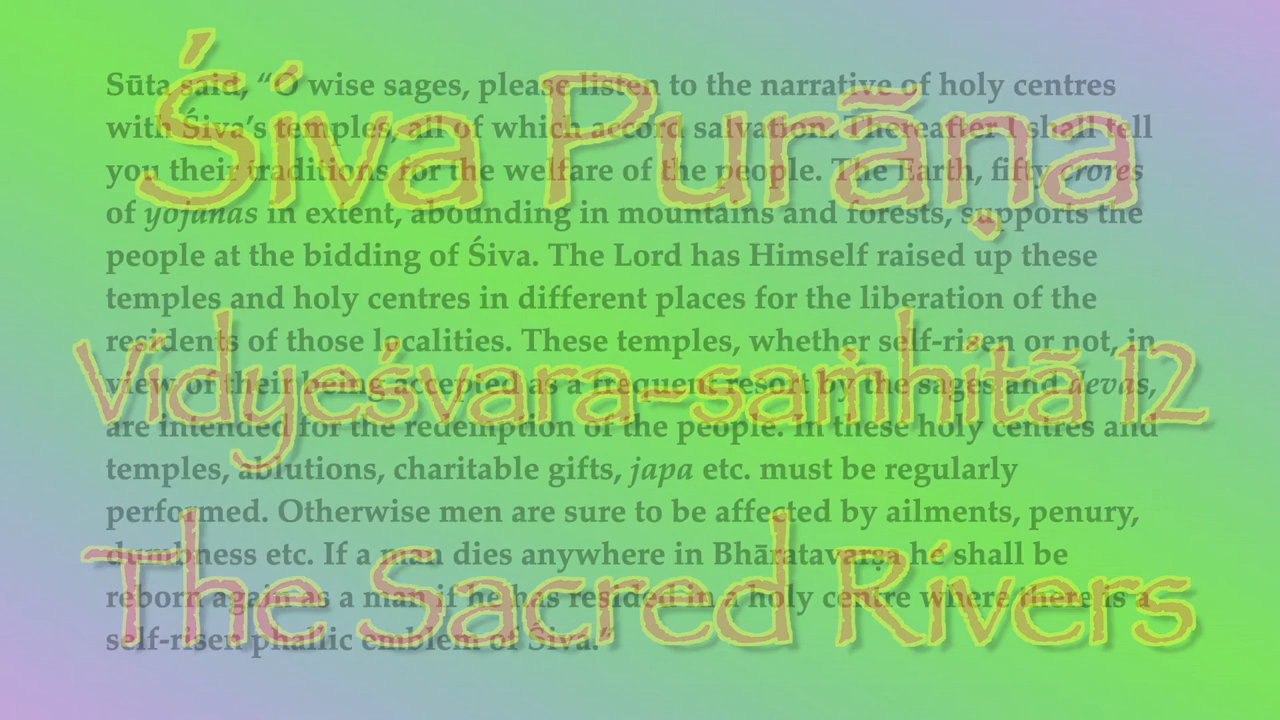 Śiva Purāṇa
Vidyeśvara-saṁhitā 12
The Sacred Rivers
Sūta said, “O wise sages, please listen to the narrative of holy centres
with Śiva’s temples, all of which accord salvation. Thereafter I shall tell
you their traditions for the welfare of the people. The Earth, fifty crores
of yojanas in extent, abounding in mountains and forests, supports the
people at the bidding of Śiva. The Lord has Himself raised up these
temples and holy centres in different places for the liberation of the
residents of those localities. These temples, whether self-risen or not, in
view of their being accepted as a frequent resort by the sages and devas,
are intended for the redemption of the people. In these holy centres and
temples, ablutions, charitable gifts, japa etc. must be regularly
performed. Otherwise men are sure to be affected by ailments, penury,
dumbness etc. If a man dies anywhere in Bhāratavarṣa he shall be
reborn again as a man if he has resided in a holy centre where there is a
self-risen phallic emblem of Śiva.”